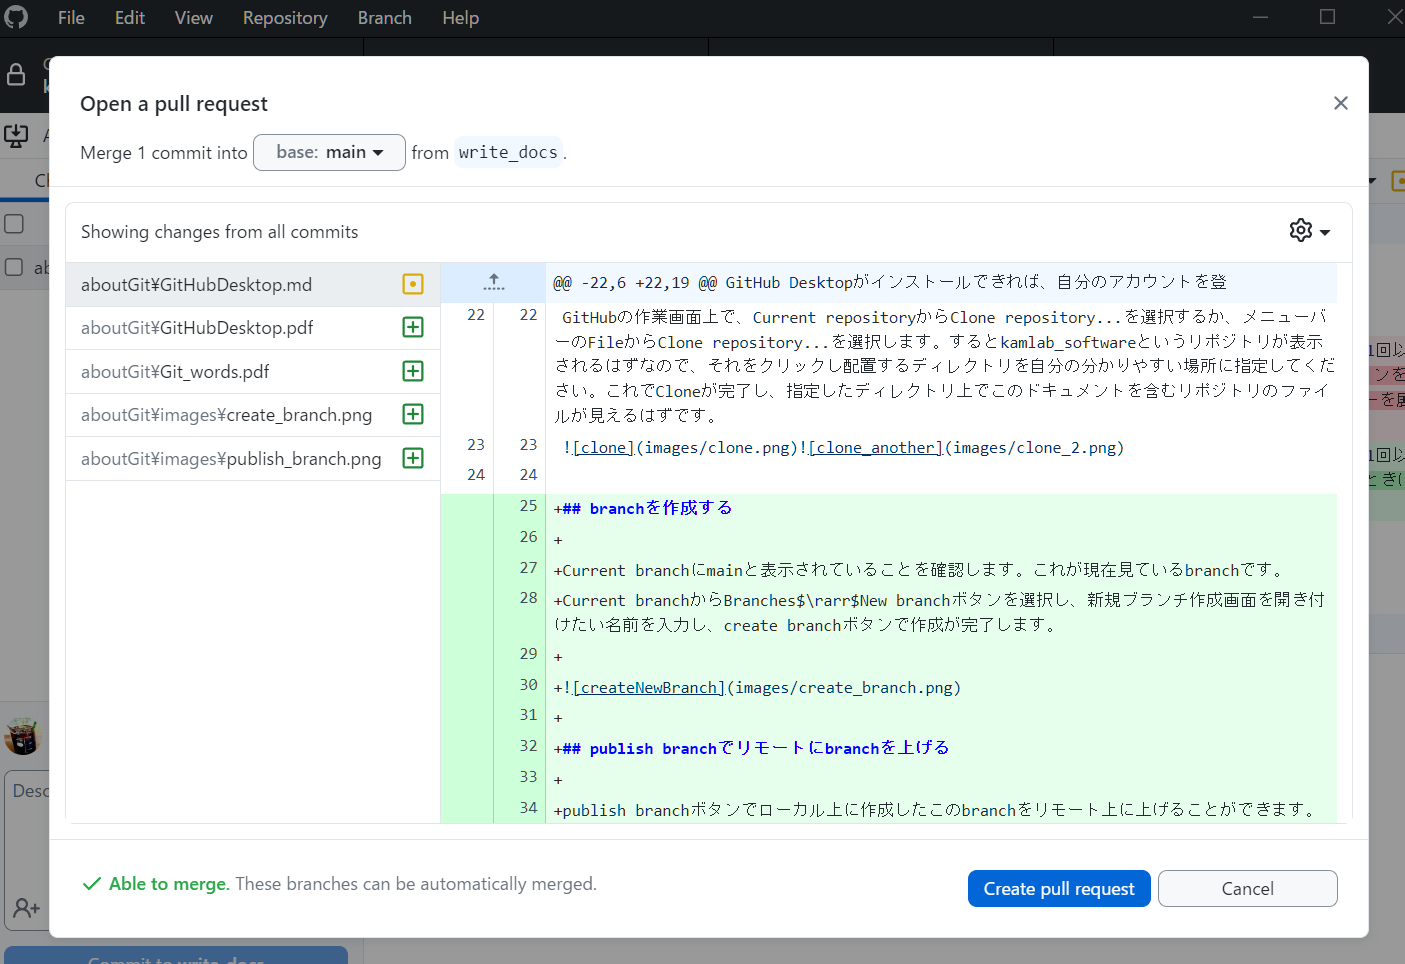 File Edit View Repository Branch Help
Open a pull request
Merge 1 commit into base: main from write_docs.
Showing changes from all commits
aboutGit¥GitHubDesktop.md
aboutGit¥GitHubDesktop.pdf
aboutGit¥Git_words.pdf
aboutGit¥images¥create_branch.png
aboutGit¥images¥publish_branch.png
@@ -22,6 +22,19 @@ GitHub Desktopがインストールできれば、自分のアカウントを登
22 22 GitHubの作業画面上で、Current repositoryからClone repository...を選択するか、メニューバ
ーのFileからClone repository...を選択します。するとkamlab_softwareというリポジトリが表示
されるはずなので、それをクリックし配置するディレクトリを自分の分かりやすい場所に指定してくだ
さい。これでCloneが完了し、指定したディレクトリ上でこのドキュメントを含むリポジトリのファイ
ルが見えるはずです。
23 23 ![clone](images/clone.png)![clone_another](images/clone_2.png)
24 24
25 +## branchを作成する
26 +
27 +Current branchにmainと表示されていることを確認します。これが現在見ているbranchです。
28 +Current branchからBranches$\rarr$New branchボタンを選択し、新規ブランチ作成画面を開き付
けたい名前を入力し、create branchボタンで作成が完了します。
29 +
30 +![createNewBranch](images/create_branch.png)
31 +
32 +## publish branchでリモートにbranchを上げる
33 +
34 +publish branchボタンでローカル上に作成したこのbranchをリモート上に上げることができます。
Able to merge. These branches can be automatically merged.
Create pull request
Cancel
Desc
Commit to write_docs